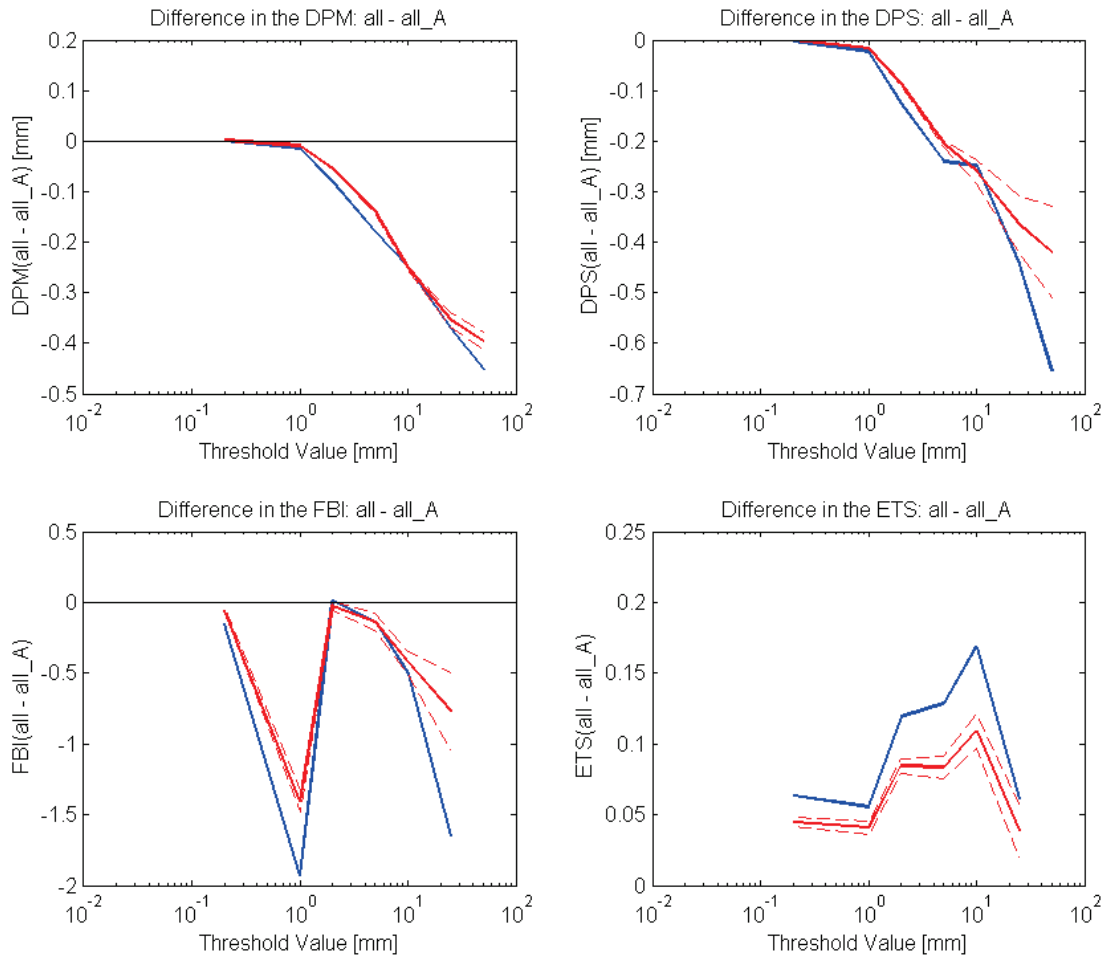 Difference in the DPM: all - all_A
0.2
0.1
0
-0.1
-0.2
-0.3
-0.4
-0.5
DPM(all - all_A) [mm]
10^-2 10^-1 10^0 10^1 10^2
Threshold Value [mm]
Difference in the DPS: all - all_A
0
-0.1
-0.2
-0.3
-0.4
-0.5
-0.6
-0.7
DPS(all - all_A) [mm]
10^-2 10^-1 10^0 10^1 10^2
Threshold Value [mm]
Difference in the FBI: all - all_A
0.5
0
-0.5
-1
-1.5
-2
FBI(all - all_A)
10^-2 10^-1 10^0 10^1 10^2
Threshold Value [mm]
Difference in the ETS: all - all_A
0.25
0.2
0.15
0.1
0.05
0
ETS(all - all_A)
10^-2 10^-1 10^0 10^1 10^2
Threshold Value [mm]